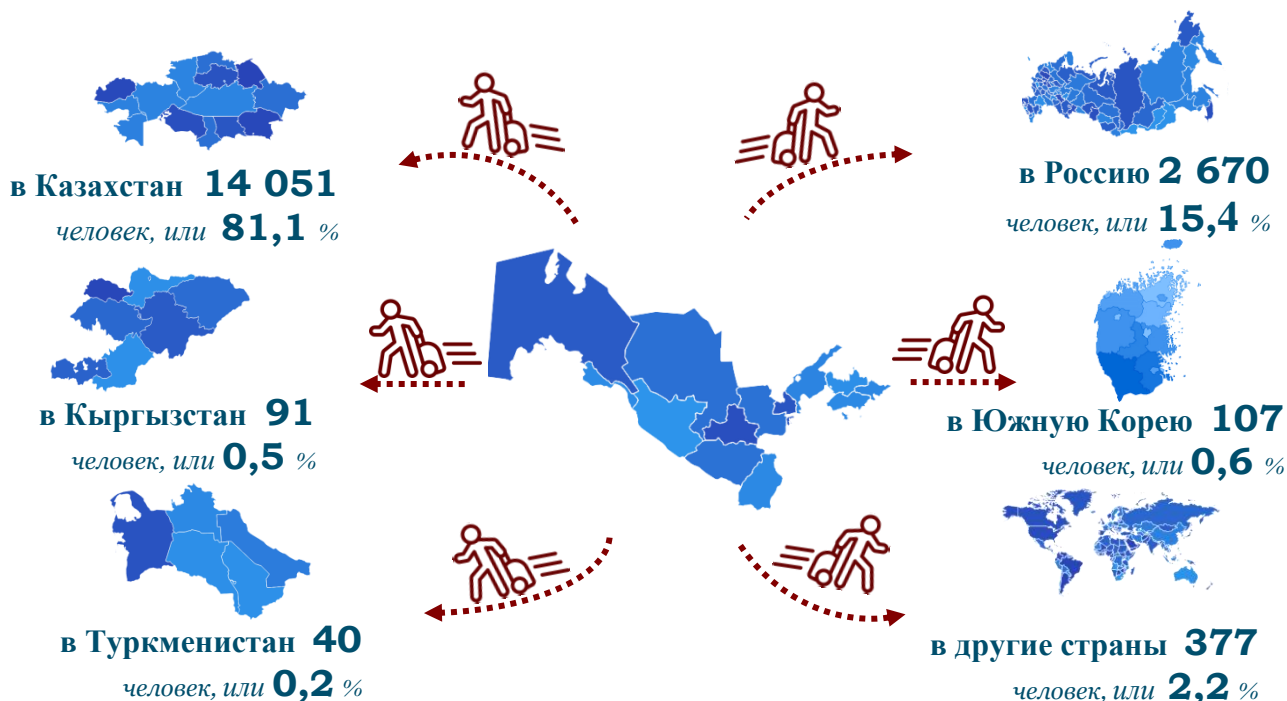 в Казахстан 14 051
человек, или 81,1 %
в Россию 2 670
человек, или 15,4 %
в Кыргызстан 91
человек, или 0,5 %
в Южную Корею 107
человек, или 0,6 %
в Туркменистан 40
человек, или 0,2 %
в другие страны 377
человек, или 2,2 %